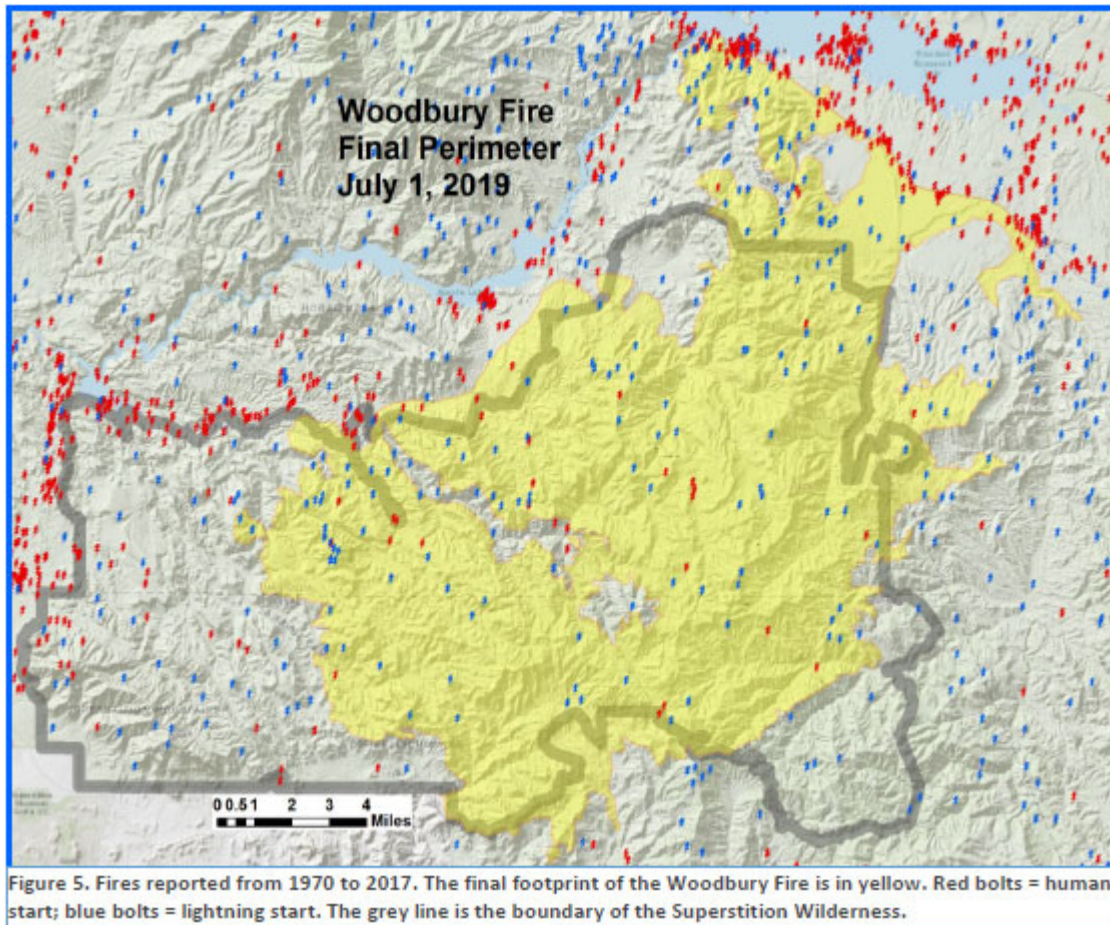 Woodbury Fire
Final Perimeter
July 1, 2019
0 0.5 1 2 3 4
Miles
Figure 5. Fires reported from 1970 to 2017. The final footprint of the Woodbury Fire is in yellow. Red bolts = human
start; blue bolts = lightning start. The grey line is the boundary of the Superstition Wilderness.